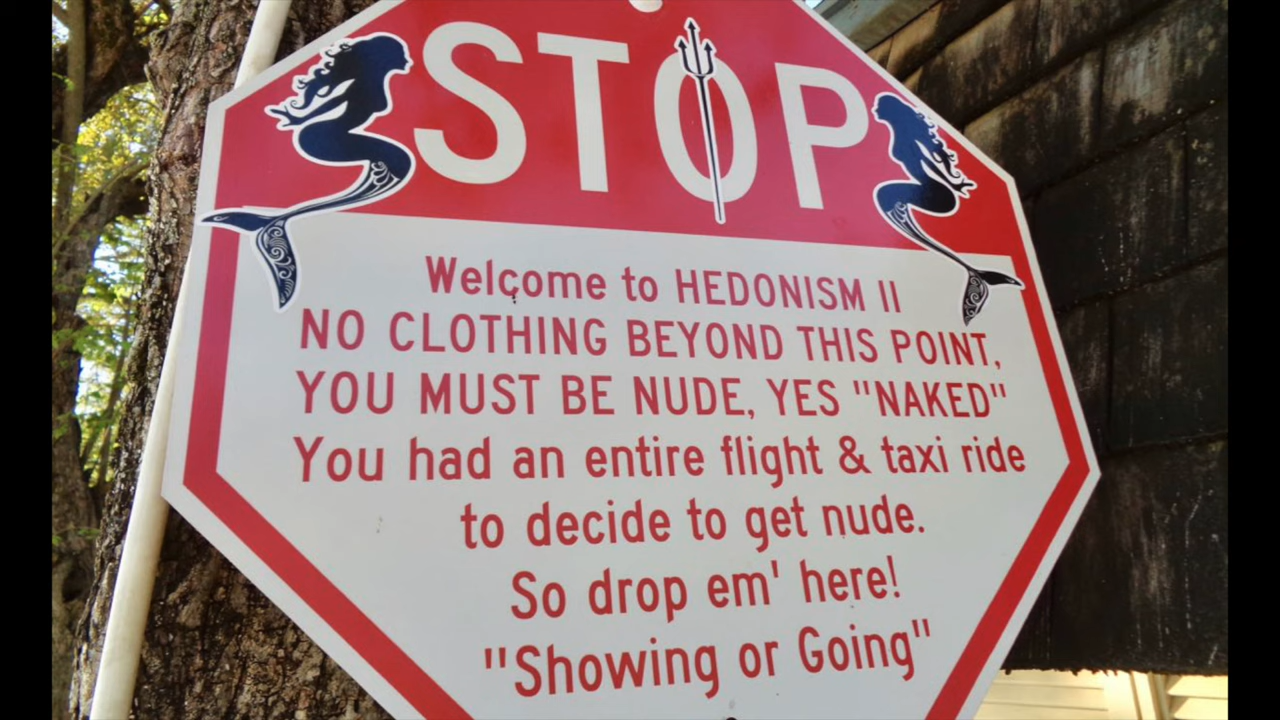 STOP
Welcome to HEDONISM II
NO CLOTHING BEYOND THIS POINT,
YOU MUST BE NUDE, YES "NAKED"
You had an entire flight & taxi ride
to decide to get nude.
So drop em' here!
"Showing or Going"